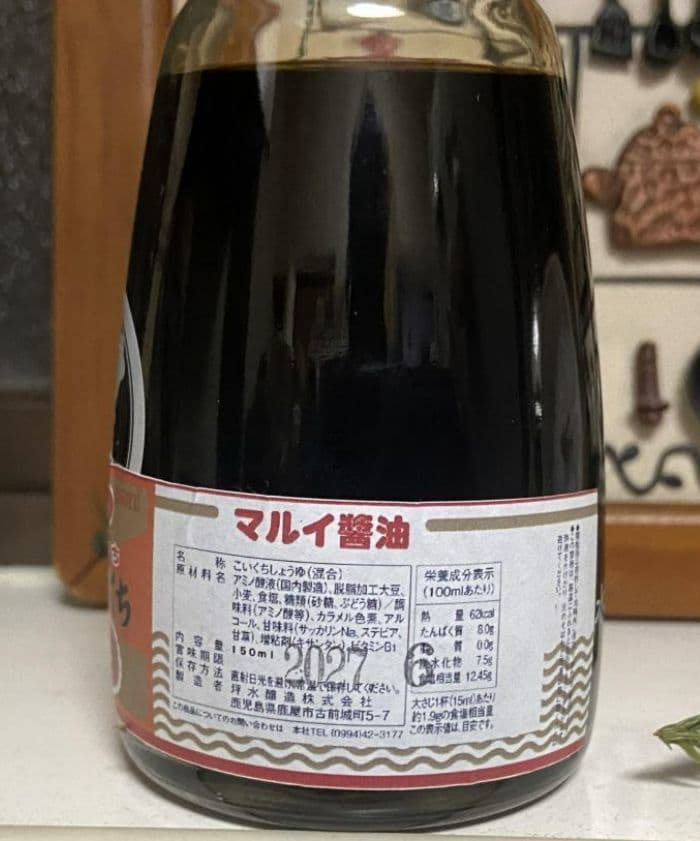 マルイ醬油
名称 こいくちしょうゆ(混合)
原材料名 アミノ酸液(国内製造)、脱脂加工大豆、
小麦、食塩、糖類(砂糖、ぶどう糖)/調
味料(アミノ酸等)、カラメル色素、アル
コール、甘味料(サッカリンNa、ステビア、
甘草)、増粘剤(キサンタン)、ビタミンB1
内容量 150ml
賞味期限 2027 6
保存方法 直射日光を避け常温で保存してください。
製造者 坪水醸造株式会社
鹿児島県鹿屋市古前城町5-7
この商品についてのお問い合わせは 本社TEL (0994)42-3177
栄養成分表示
(100mlあたり)
熱量 62kcal
たんぱく質 8.0g
質 0.0g
水化物 7.5g
相当量 12.45g
大さじ1杯(15ml)あたり
約1.9gの食塩相当量
この表示値は、目安です。